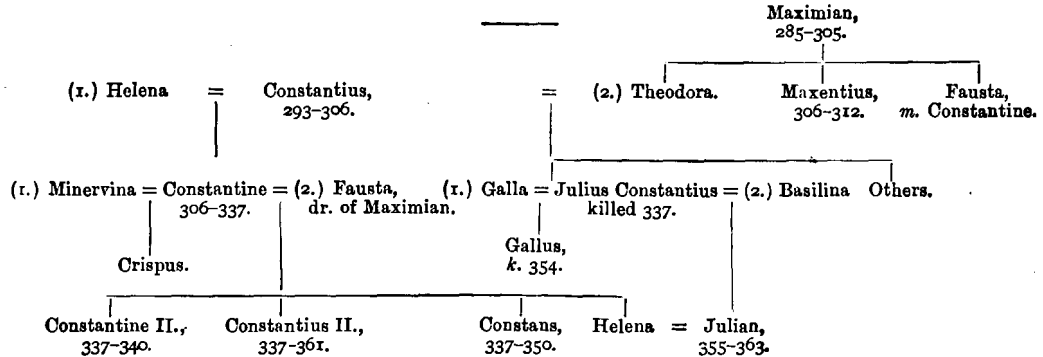 Maximian,
285–305.
(1.) Helena = Constantius, = (2.) Theodora. Maxentius, Fausta,
293–306. 306–312. m. Constantine.
(1.) Minervina = Constantine = (2.) Fausta, (1.) Galla = Julius Constantius = (2.) Basilina Others.
306–337. dr. of Maximian. killed 337.
Gallus,
Crispus. k. 354.
Constantine II., Constantius II., Constans, Helena = Julian,
337–340. 337–361. 337–350. 355–363.